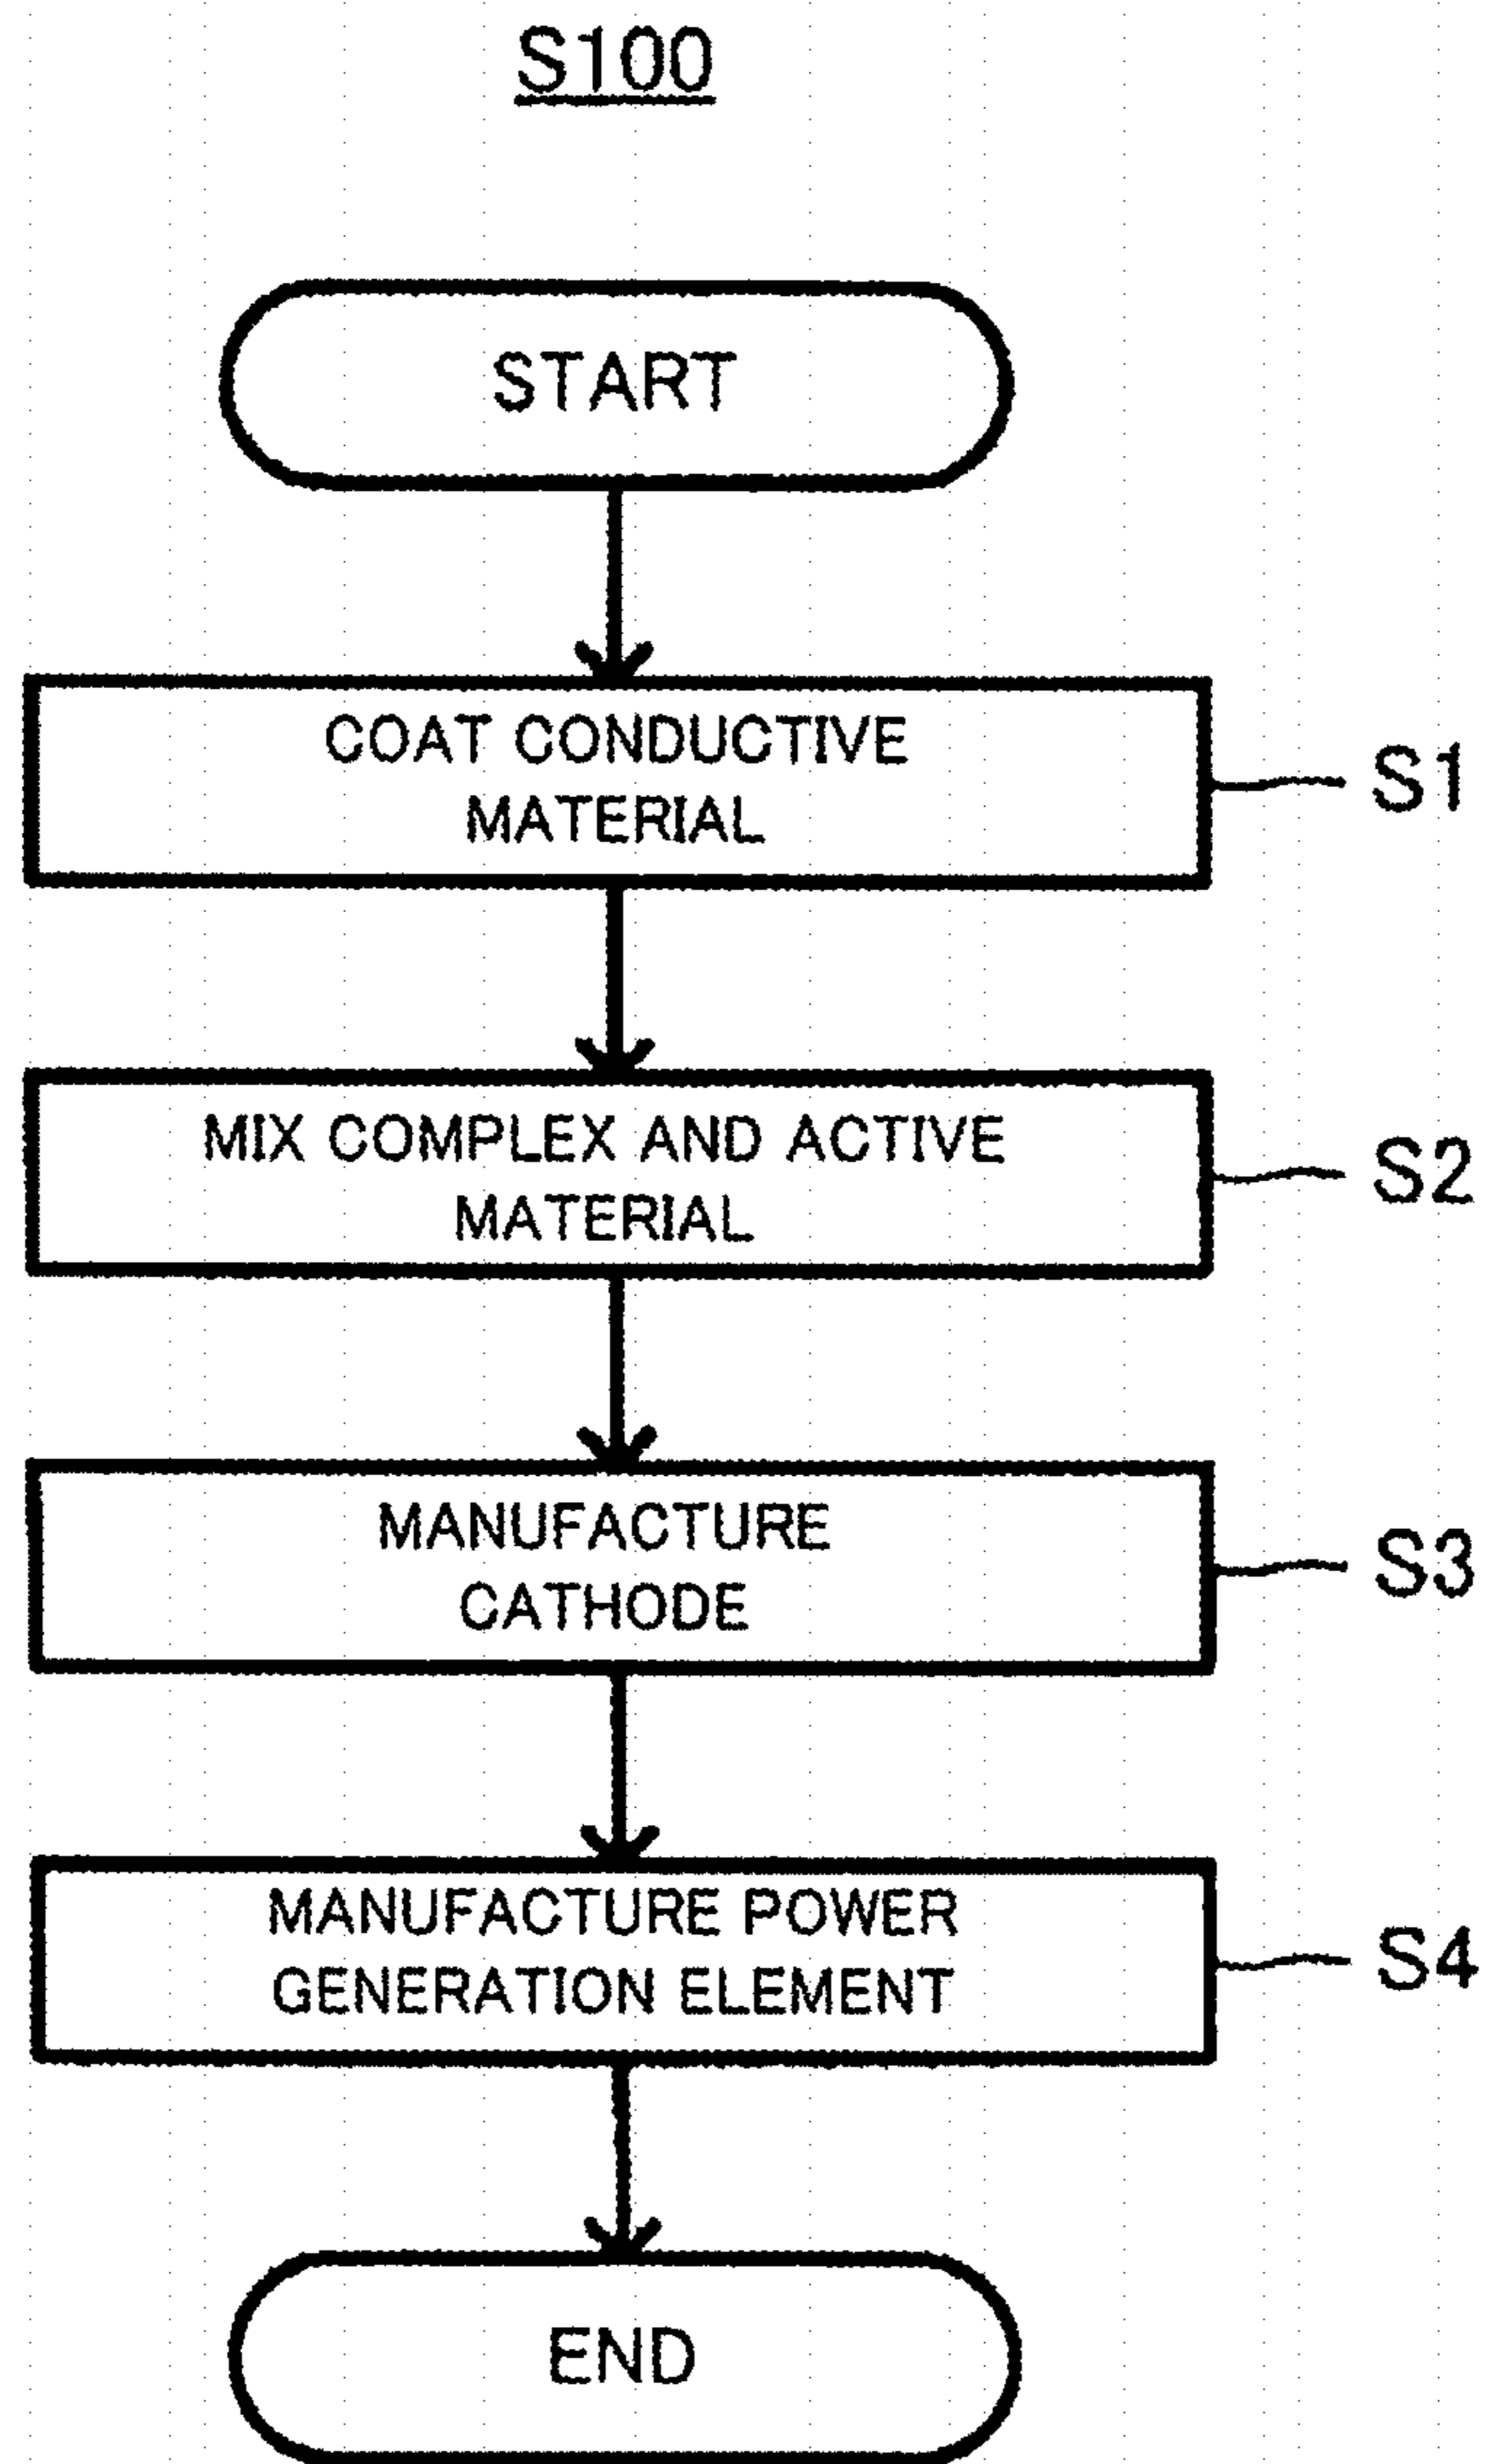 S100
START
COAT CONDUCTIVE
MATERIAL
S1
MIX COMPLEX AND ACTIVE
MATERIAL
S2
MANUFACTURE
CATHODE
S3
MANUFACTURE POWER
GENERATION ELEMENT
S4
END